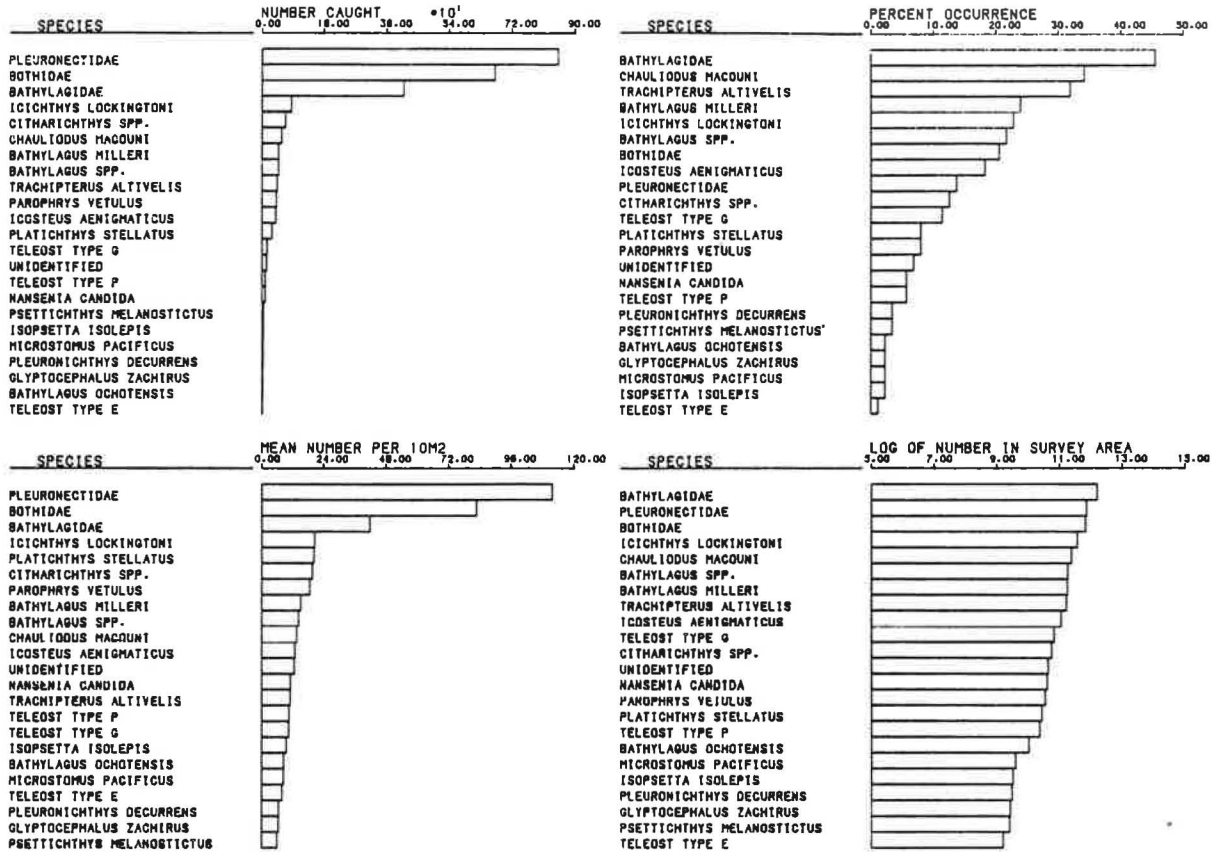 SPECIES
NUMBER CAUGHT •10¹
0.00 18.00 36.00 54.00 72.00 90.00
PLEURONECTIDAE
BOTHIDAE
BATHYLAGIDAE
ICICHTHYS LOCKINGTONI
CITHARICHTHYS SPP.
CHAULIODUS MACOUNI
BATHYLAGUS MILLERI
BATHYLAGUS SPP.
TRACHIPTERUS ALTIVELIS
PAROPHRYS VETULUS
ICOSTEUS AENIGMATICUS
PLATICHTHYS STELLATUS
TELEOST TYPE G
UNIDENTIFIED
TELEOST TYPE P
NANSENIA CANDIDA
PSETTICHTHYS MELANOSTICTUS
ISOPSETTA ISOLEPIS
MICROSTOMUS PACIFICUS
PLEURONICHTHYS DECURRENS
GLYPTOCEPHALUS ZACHIRUS
BATHYLAGUS OCHOTENSIS
TELEOST TYPE E
SPECIES
PERCENT OCCURRENCE
0.00 10.00 20.00 30.00 40.00 50.00
BATHYLAGIDAE
CHAULIODUS MACOUNI
TRACHIPTERUS ALTIVELIS
BATHYLAGUS MILLERI
ICICHTHYS LOCKINGTONI
BATHYLAGUS SPP.
BOTHIDAE
ICOSTEUS AENIGMATICUS
PLEURONECTIDAE
CITHARICHTHYS SPP.
TELEOST TYPE G
PLATICHTHYS STELLATUS
PAROPHRYS VETULUS
UNIDENTIFIED
NANSENIA CANDIDA
TELEOST TYPE P
PLEURONICHTHYS DECURRENS
PSETTICHTHYS MELANOSTICTUS
BATHYLAGUS OCHOTENSIS
GLYPTOCEPHALUS ZACHIRUS
MICROSTOMUS PACIFICUS
ISOPSETTA ISOLEPIS
TELEOST TYPE E
SPECIES
MEAN NUMBER PER 10M2
0.00 24.00 48.00 72.00 96.00 120.00
PLEURONECTIDAE
BOTHIDAE
BATHYLAGIDAE
ICICHTHYS LOCKINGTONI
PLATICHTHYS STELLATUS
CITHARICHTHYS SPP.
PAROPHRYS VETULUS
BATHYLAGUS MILLERI
BATHYLAGUS SPP.
CHAULIODUS MACOUNI
ICOSTEUS AENIGMATICUS
UNIDENTIFIED
NANSENIA CANDIDA
TRACHIPTERUS ALTIVELIS
TELEOST TYPE P
TELEOST TYPE G
ISOPSETTA ISOLEPIS
BATHYLAGUS OCHOTENSIS
MICROSTOMUS PACIFICUS
TELEOST TYPE E
PLEURONICHTHYS DECURRENS
GLYPTOCEPHALUS ZACHIRUS
PSETTICHTHYS MELANOSTICTUS
SPECIES
LOG OF NUMBER IN SURVEY AREA
5.00 7.00 9.00 11.00 13.00 15.00
BATHYLAGIDAE
PLEURONECTIDAE
BOTHIDAE
ICICHTHYS LOCKINGTONI
CHAULIODUS MACOUNI
BATHYLAGUS SPP.
BATHYLAGUS MILLERI
TRACHIPTERUS ALTIVELIS
ICOSTEUS AENIGMATICUS
TELEOST TYPE G
CITHARICHTHYS SPP.
UNIDENTIFIED
NANSENIA CANDIDA
PAROPHRYS VETULUS
PLATICHTHYS STELLATUS
TELEOST TYPE P
BATHYLAGUS OCHOTENSIS
MICROSTOMUS PACIFICUS
ISOPSETTA ISOLEPIS
PLEURONICHTHYS DECURRENS
GLYPTOCEPHALUS ZACHIRUS
PSETTICHTHYS MELANOSTICTUS
TELEOST TYPE E